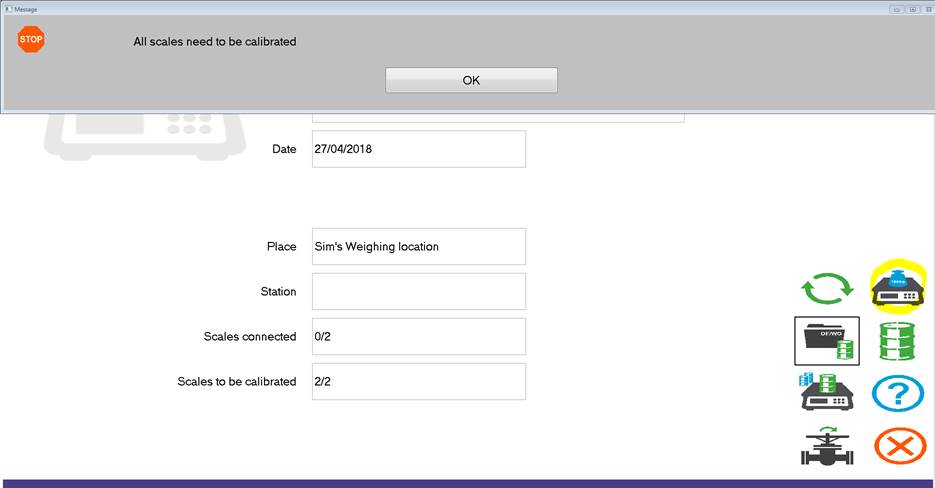 Message
STOP
All scales need to be calibrated
OK
Date
27/04/2018
Place
Sim's Weighing location
Station
Scales connected
0/2
Scales to be calibrated
2/2
OF/WO
?